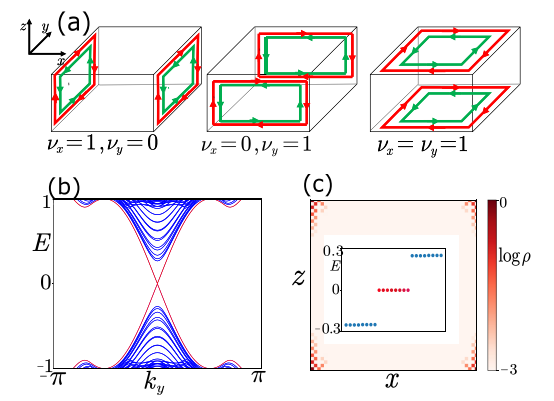 (a)
z
y
x
ν_x = 1, ν_y = 0
ν_x = 0, ν_y = 1
ν_x = ν_y = 1
(b)
1
E
0
−1
−π
k_y
π
(c)
z
0.3
E
0
−0.3
x
0
log ρ
−3